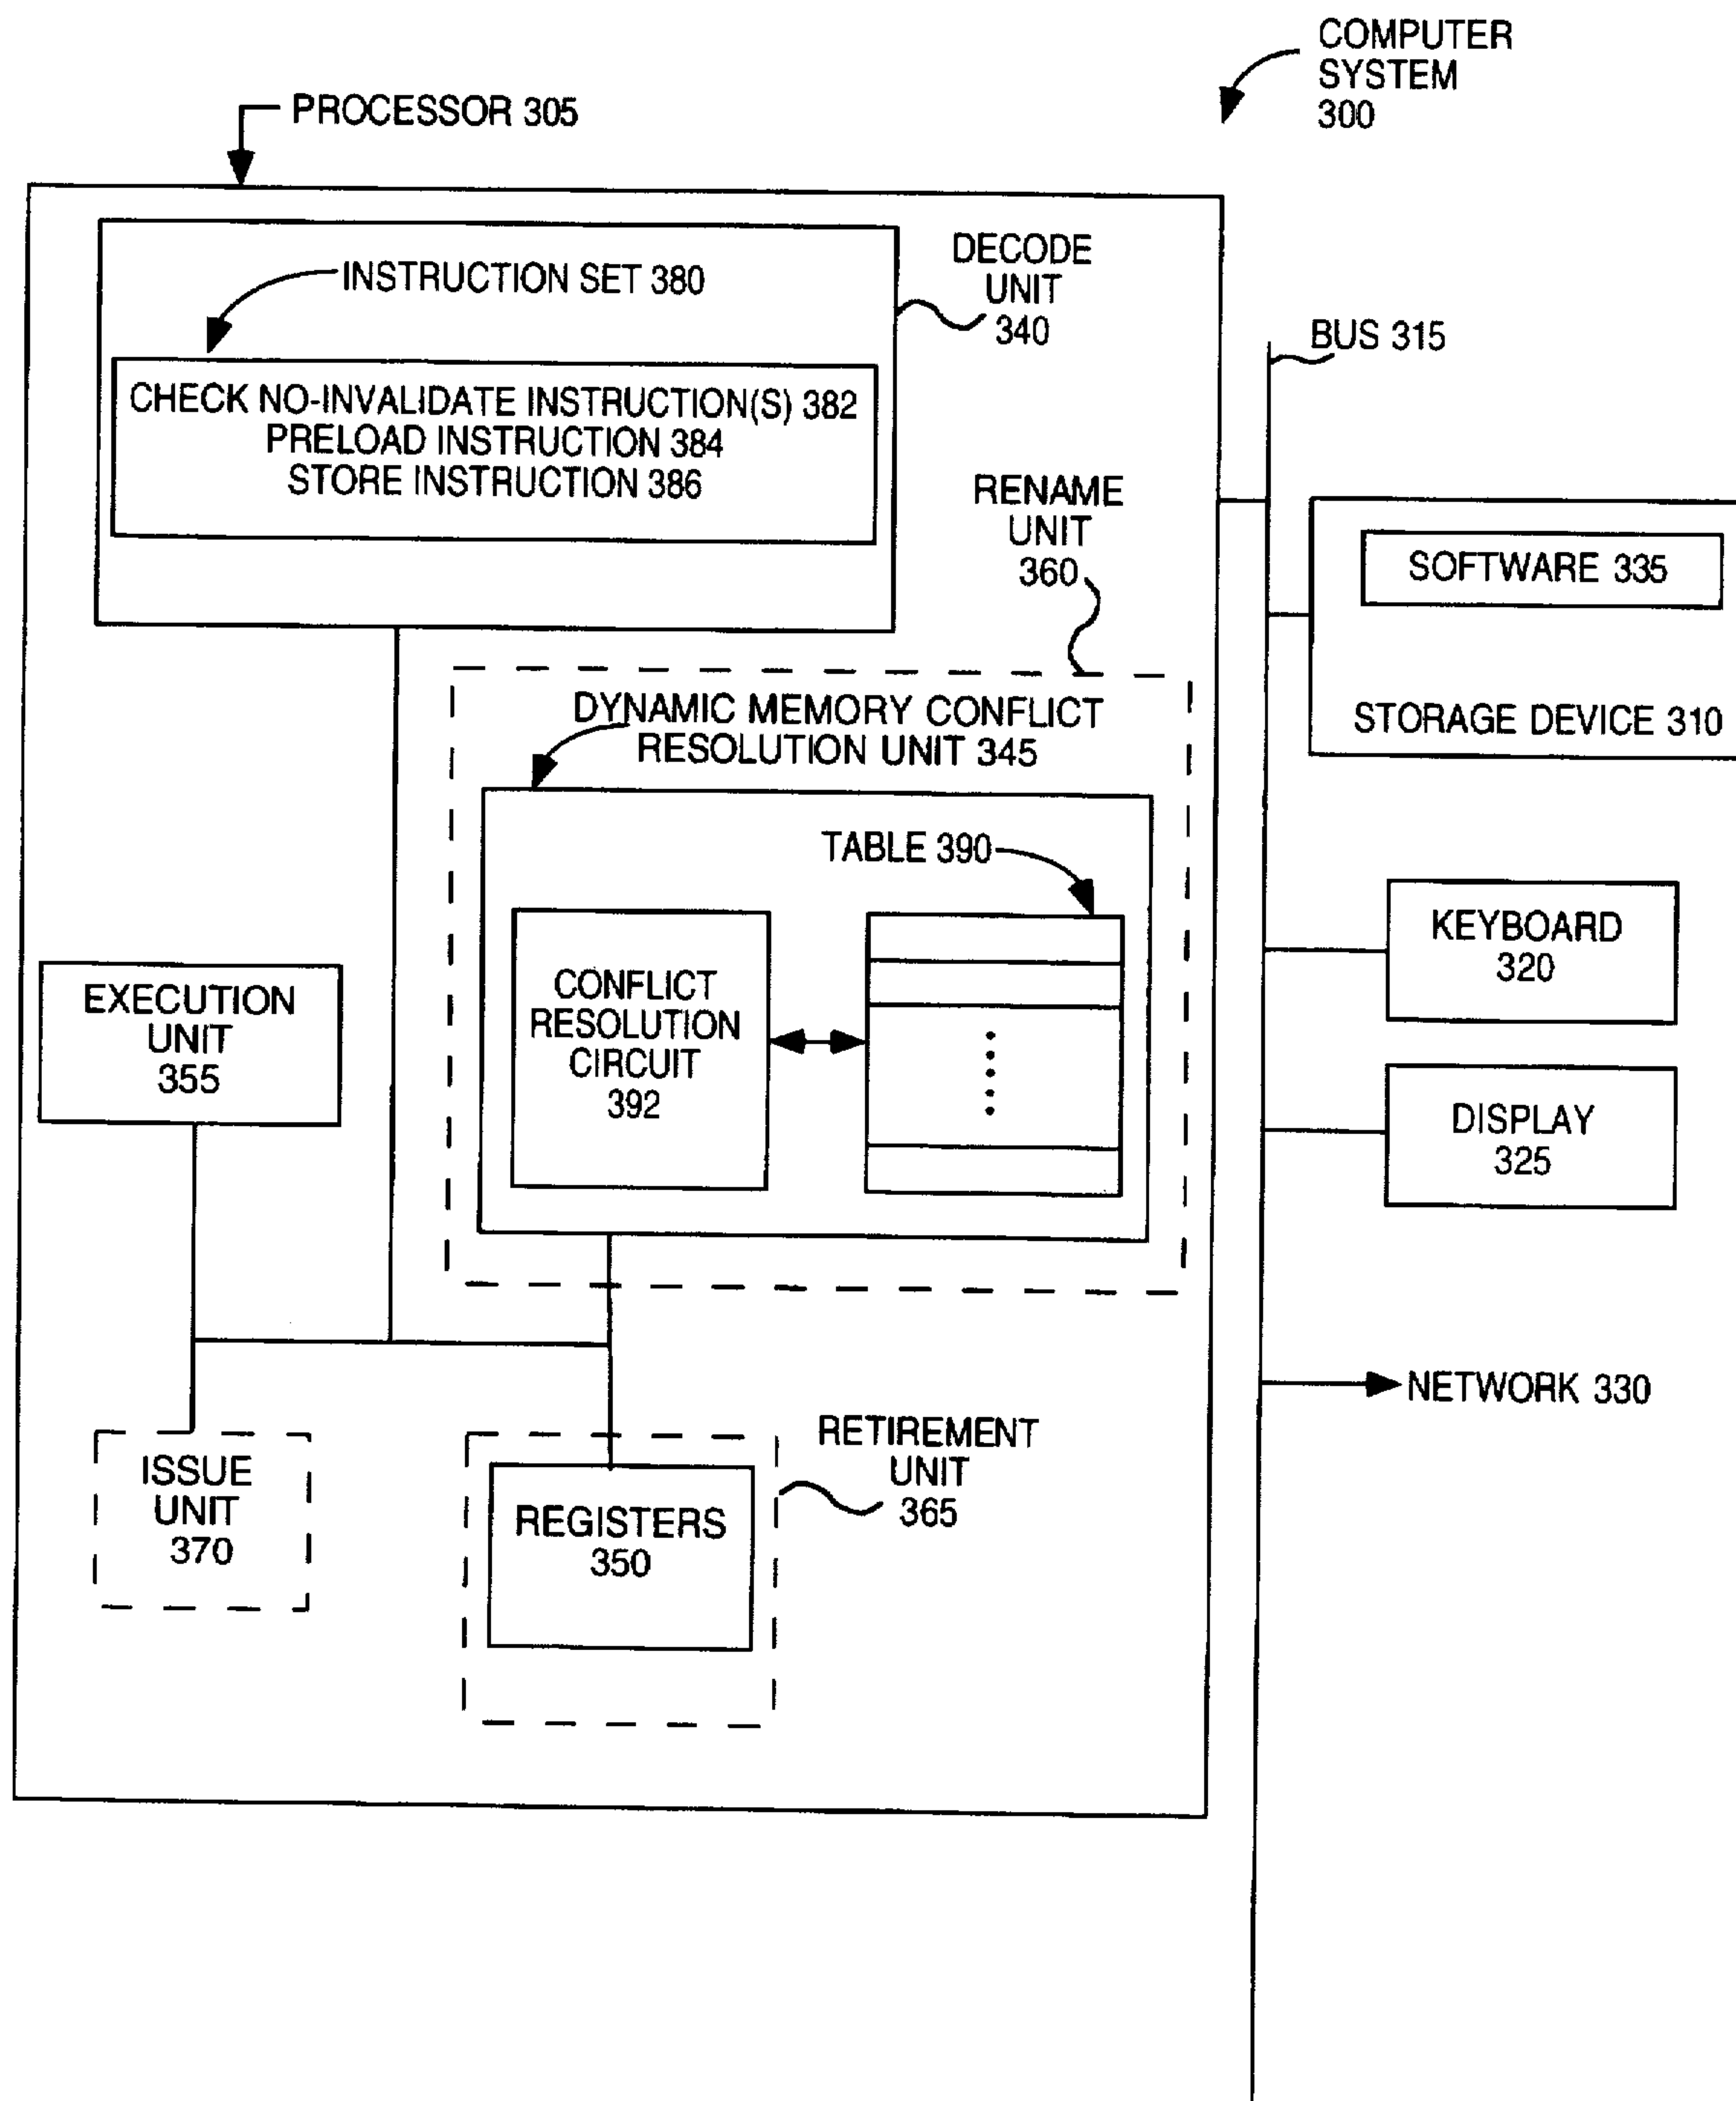 COMPUTER
SYSTEM
300
PROCESSOR 305
INSTRUCTION SET 380
DECODE
UNIT
340
CHECK NO-INVALIDATE INSTRUCTION(S) 382
PRELOAD INSTRUCTION 384
STORE INSTRUCTION 386
BUS 315
RENAME
UNIT
360
SOFTWARE 335
STORAGE DEVICE 310
DYNAMIC MEMORY CONFLICT
RESOLUTION UNIT 345
TABLE 390
CONFLICT
RESOLUTION
CIRCUIT
392
KEYBOARD
320
EXECUTION
UNIT
355
DISPLAY
325
NETWORK 330
ISSUE
UNIT
370
REGISTERS
350
RETIREMENT
UNIT
365